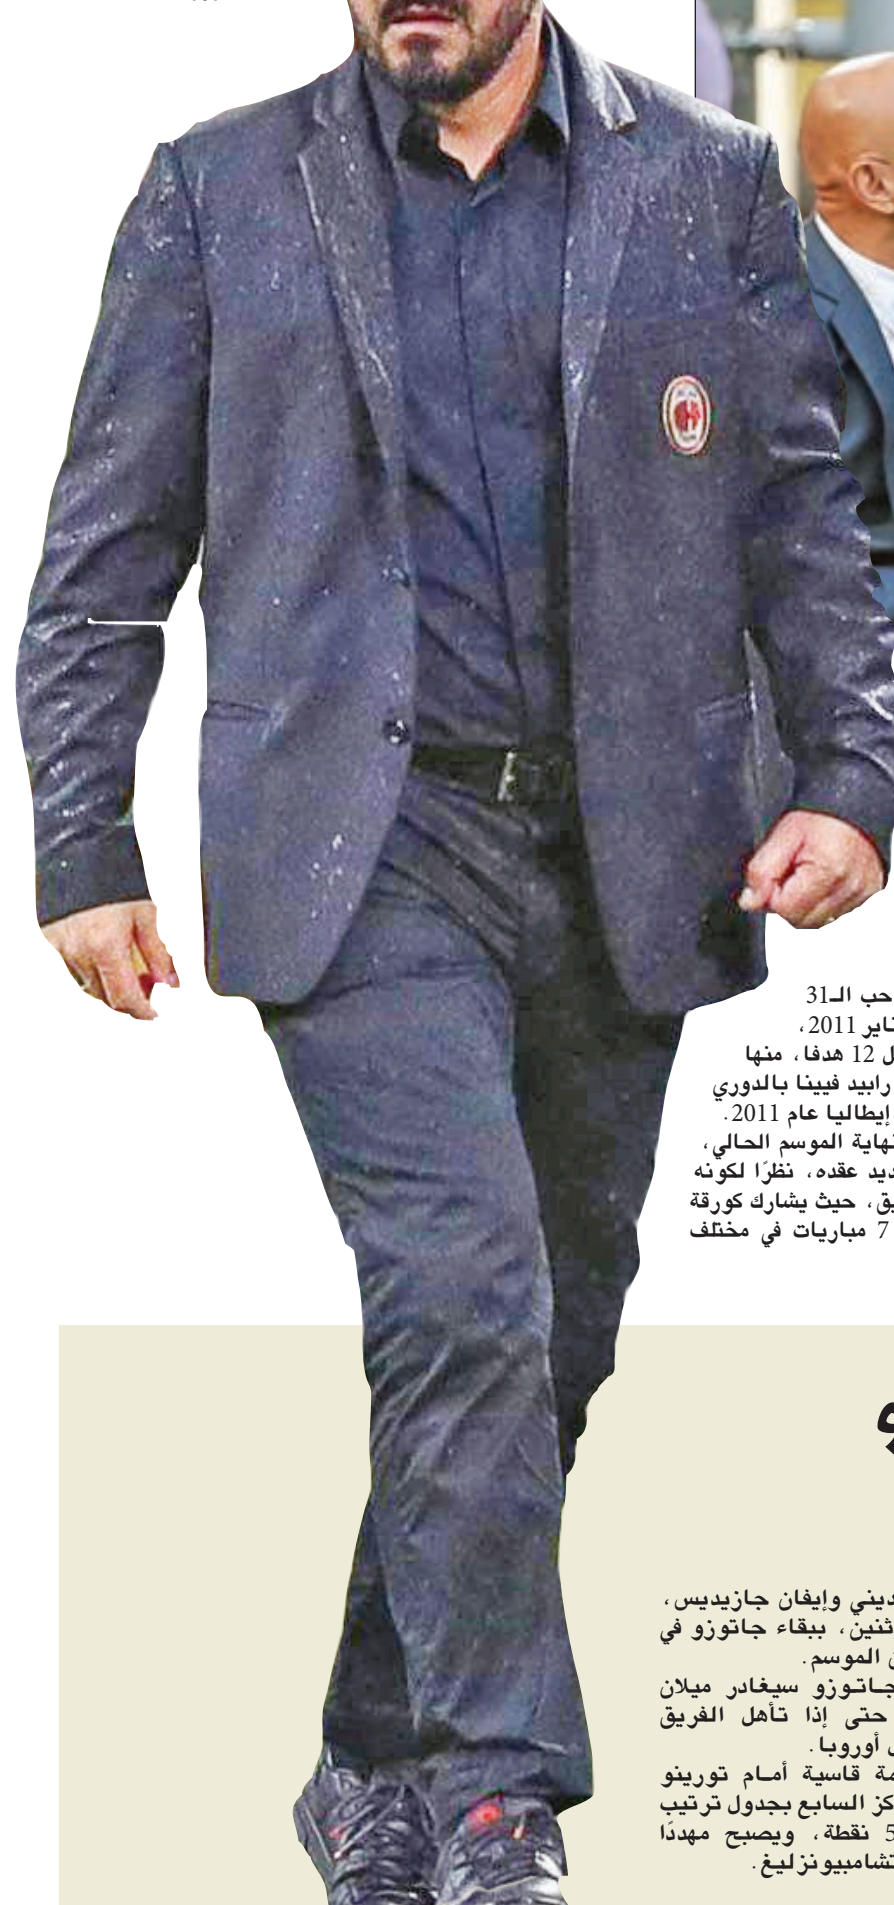 حب الـ31
ناير 2011،
ل 12 هدفا، منها
رابيد فيينا بالدوري
إيطاليا عام 2011.
نهاية الموسم الحالي،
ديد عقده، نظرًا لكونه
يق، حيث يشارك كورقة
7 مباريات في مختلف
ديني وإيفان جازيديس،
ثنين، ببقاء جاتوزو في
ن الموسم.
جاتوزو سيغادر ميلان
حتى إذا تأهل الفريق
ل أوروبا.
مة قاسية أمام تورينو
كز السابع بجدول ترتيب
5 نقطة، ويصبح مهددًا
تشامبيونزليغ.